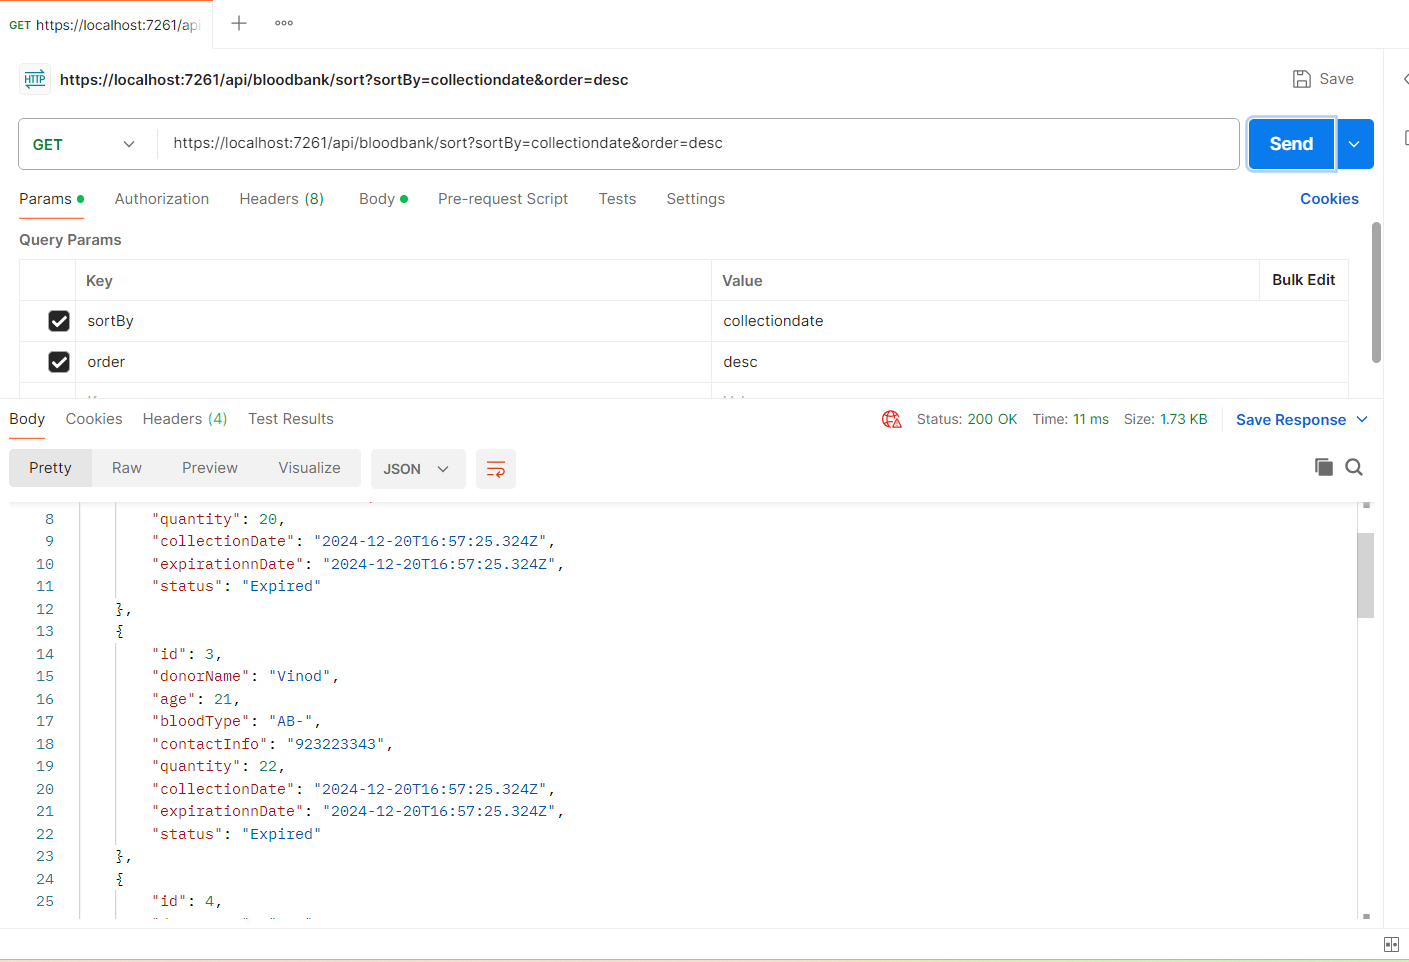 GET https://localhost:7261/api
https://localhost:7261/api/bloodbank/sort?sortBy=collectiondate&order=desc
Save
GET
https://localhost:7261/api/bloodbank/sort?sortBy=collectiondate&order=desc
Send
Params
Authorization
Headers (8)
Body
Pre-request Script
Tests
Settings
Cookies
Query Params
Key
Value
Bulk Edit
sortBy
collectiondate
order
desc
Body
Cookies
Headers (4)
Test Results
Status: 200 OK
Time: 11 ms
Size: 1.73 KB
Save Response
Pretty
Raw
Preview
Visualize
JSON
8 "quantity": 20,
9 "collectionDate": "2024-12-20T16:57:25.324Z",
10 "expirationnDate": "2024-12-20T16:57:25.324Z",
11 "status": "Expired"
12 },
13 {
14 "id": 3,
15 "donorName": "Vinod",
16 "age": 21,
17 "bloodType": "AB-",
18 "contactInfo": "923223343",
19 "quantity": 22,
20 "collectionDate": "2024-12-20T16:57:25.324Z",
21 "expirationnDate": "2024-12-20T16:57:25.324Z",
22 "status": "Expired"
23 },
24 {
25 "id": 4,